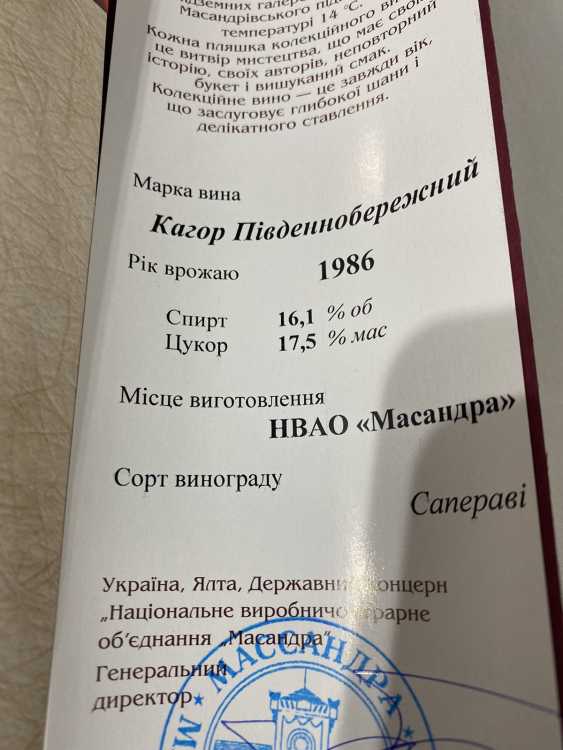 Масандрівського
температурі 14 °С.
Кожна пляшка колекційного
це витвір мистецтва, що має свою
історію, своїх авторів, неповторний
букет і вишуканий смак.
Колекційне вино — це завжди вік,
що заслуговує глибокої шани і
делікатного ставлення.
Марка вина
Кагор Південнобережний
Рік врожаю 1986
Спирт 16,1 % об
Цукор 17,5 % мас
Місце виготовлення
НВАО «Масандра»
Сорт винограду
Сапераві
Україна, Ялта, Державний концерн
„Національне виробничо аграрне
об’єднання „Масандра“
Генеральний
директор
МАССАНДРА